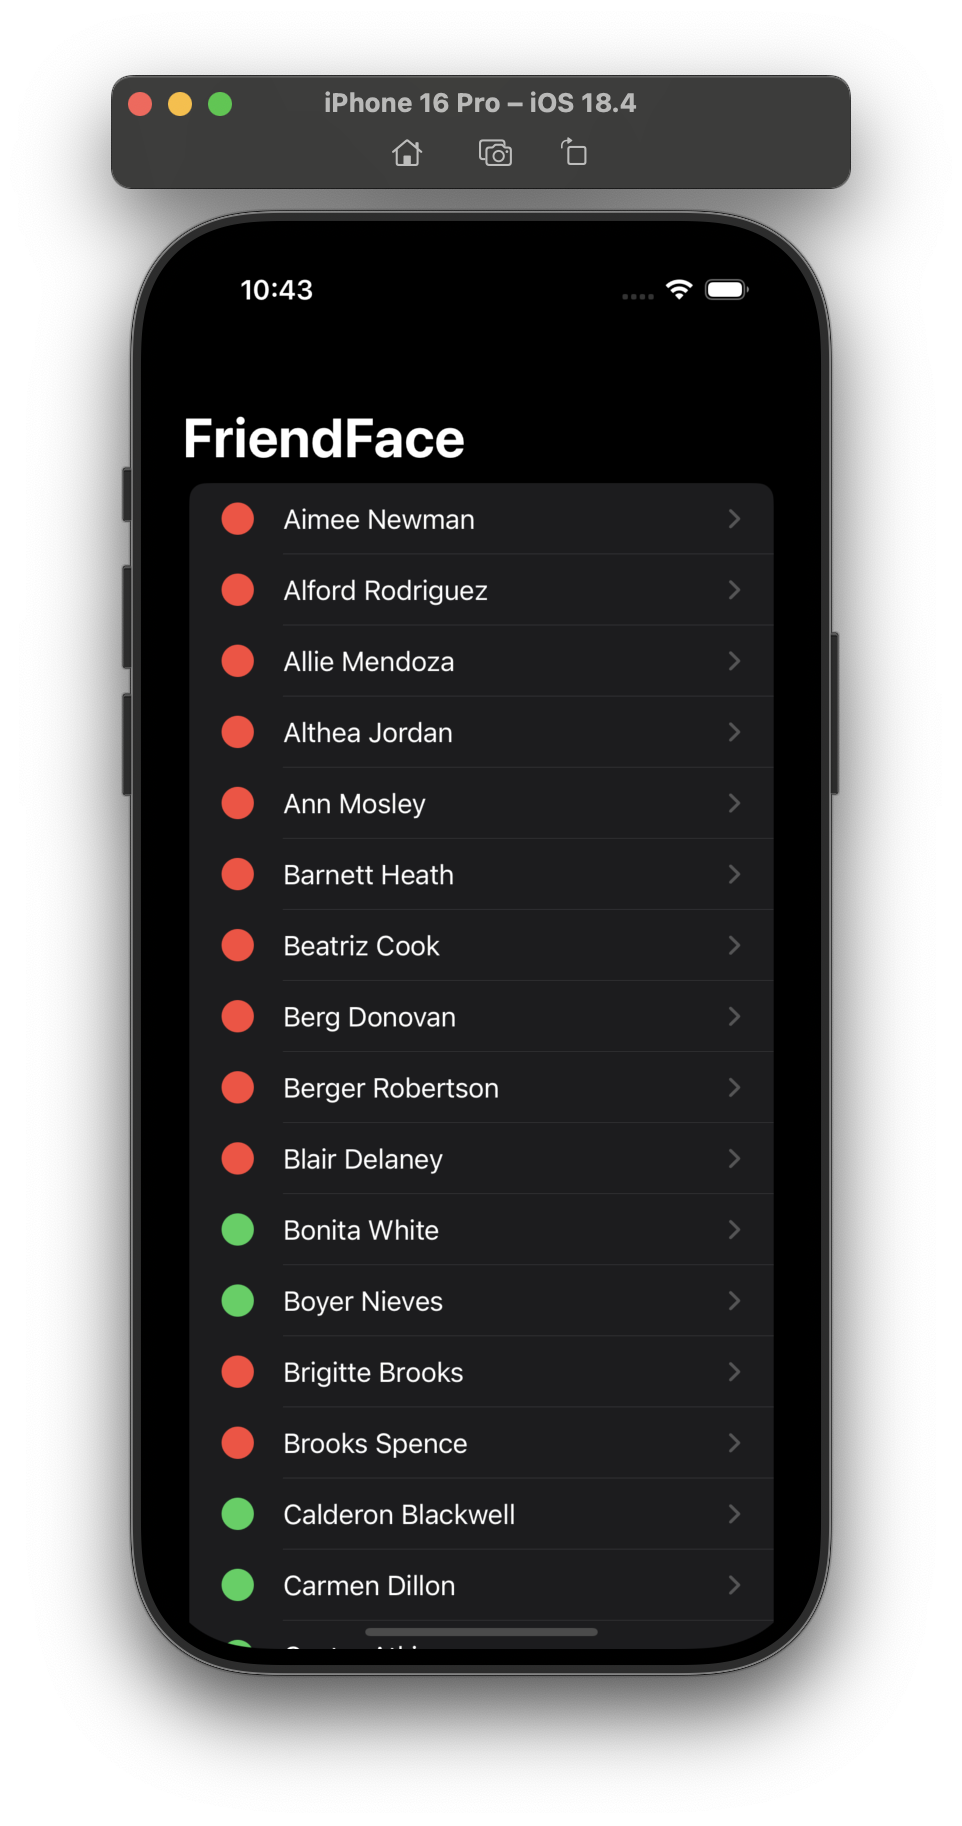 iPhone 16 Pro – iOS 18.4
10:43
FriendFace
Aimee Newman
Alford Rodriguez
Allie Mendoza
Althea Jordan
Ann Mosley
Barnett Heath
Beatriz Cook
Berg Donovan
Berger Robertson
Blair Delaney
Bonita White
Boyer Nieves
Brigitte Brooks
Brooks Spence
Calderon Blackwell
Carmen Dillon